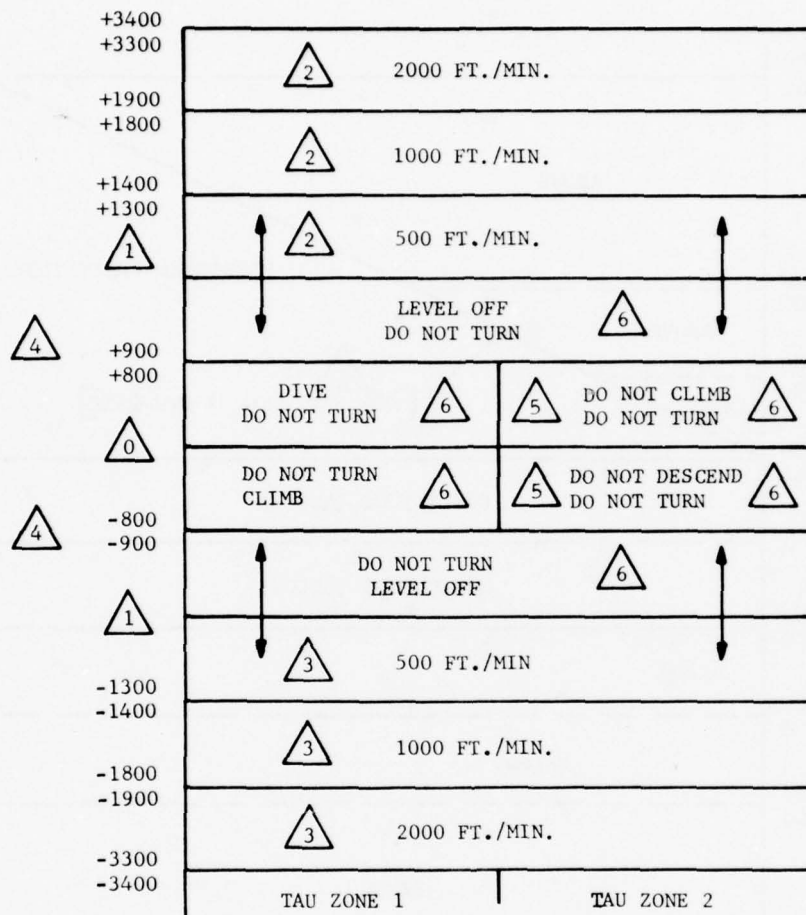 +3400
+3300
2 2000 FT./MIN.
+1900
+1800
2 1000 FT./MIN.
+1400
+1300
2 500 FT./MIN.
1
LEVEL OFF
DO NOT TURN
6
4
+900
+800
DIVE
DO NOT TURN
6
5
DO NOT CLIMB
DO NOT TURN
6
0
DO NOT TURN
CLIMB
6
5
DO NOT DESCEND
DO NOT TURN
6
4
-800
-900
DO NOT TURN
LEVEL OFF
6
1
3 500 FT./MIN
-1300
-1400
3 1000 FT./MIN.
-1800
-1900
3 2000 FT./MIN.
-3300
-3400
TAU ZONE 1 TAU ZONE 2